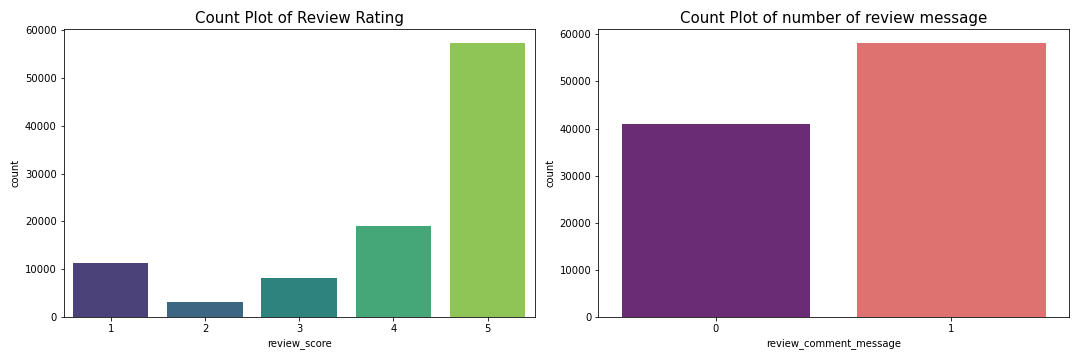 Count Plot of Review Rating
60000
50000
40000
30000
20000
10000
0
count
1 2 3 4 5
review_score
Count Plot of number of review message
60000
50000
40000
30000
20000
10000
0
count
0 1
review_comment_message